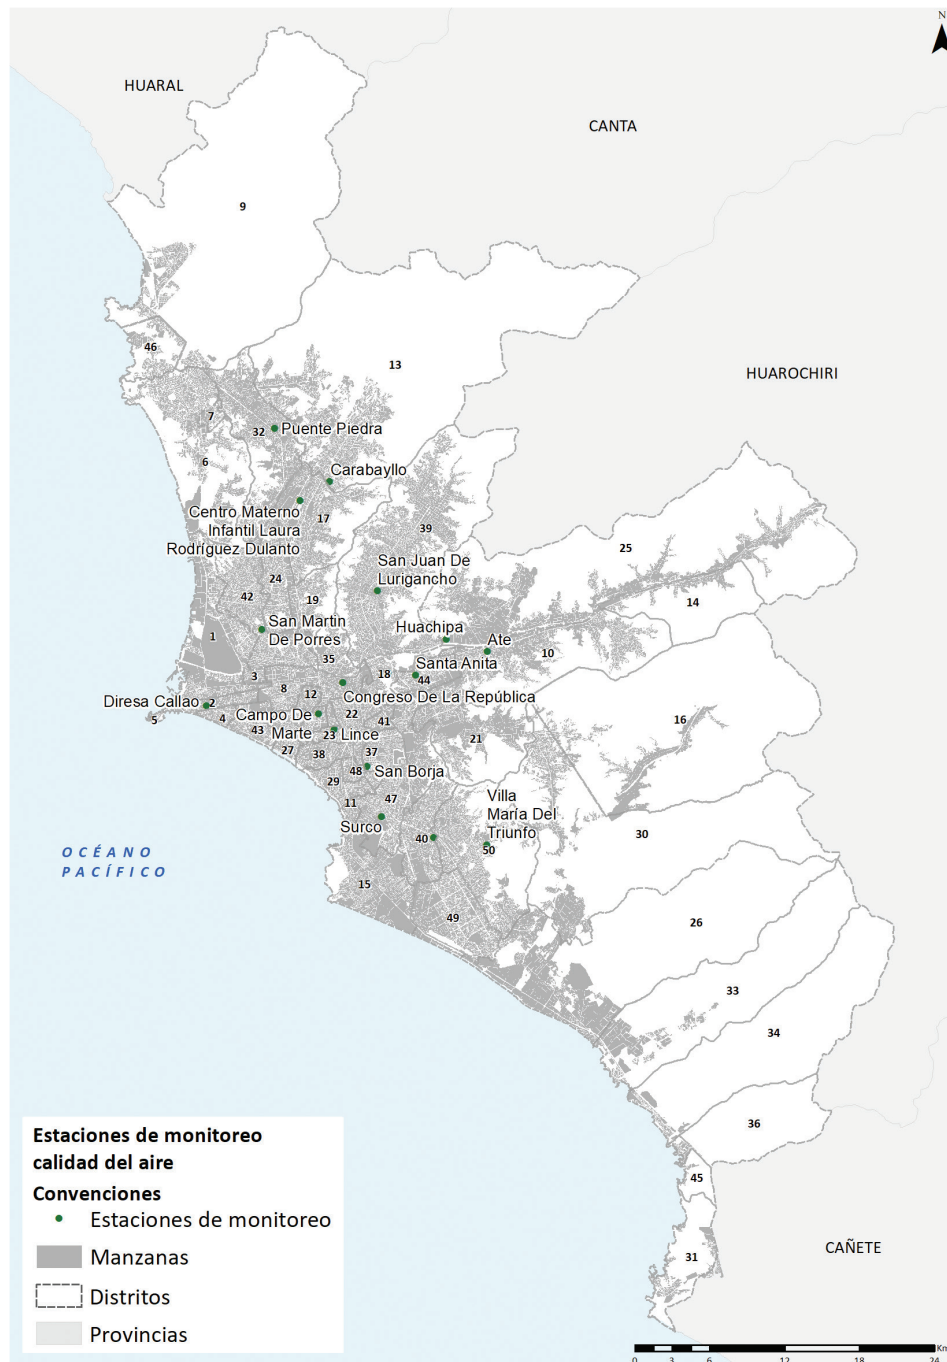 N
HUARAL
CANTA
9
46
13
HUAROCHIRI
7
32
Puente Piedra
6
Carabayllo
Centro Materno
Infantil Laura
Rodríguez Dulanto
17
39
25
San Juan De
Lurigancho
24
42
19
14
San Martin
De Porres
1
Huachipa
Ate
10
35
Santa Anita
3
18
44
8
12
Congreso De La República
Diresa Callao
2
5
4
Campo De
Marte
22
41
16
43
23
Lince
21
27
38
37
48
San Borja
29
11
47
Villa
María Del
Triunfo
Surco
40
50
30
OCÉANO
PACÍFICO
15
49
26
33
34
36
45
31
CAÑETE
Estaciones de monitoreo
calidad del aire
Convenciones
Estaciones de monitoreo
Manzanas
Distritos
Provincias
0 3 6 12 18 24